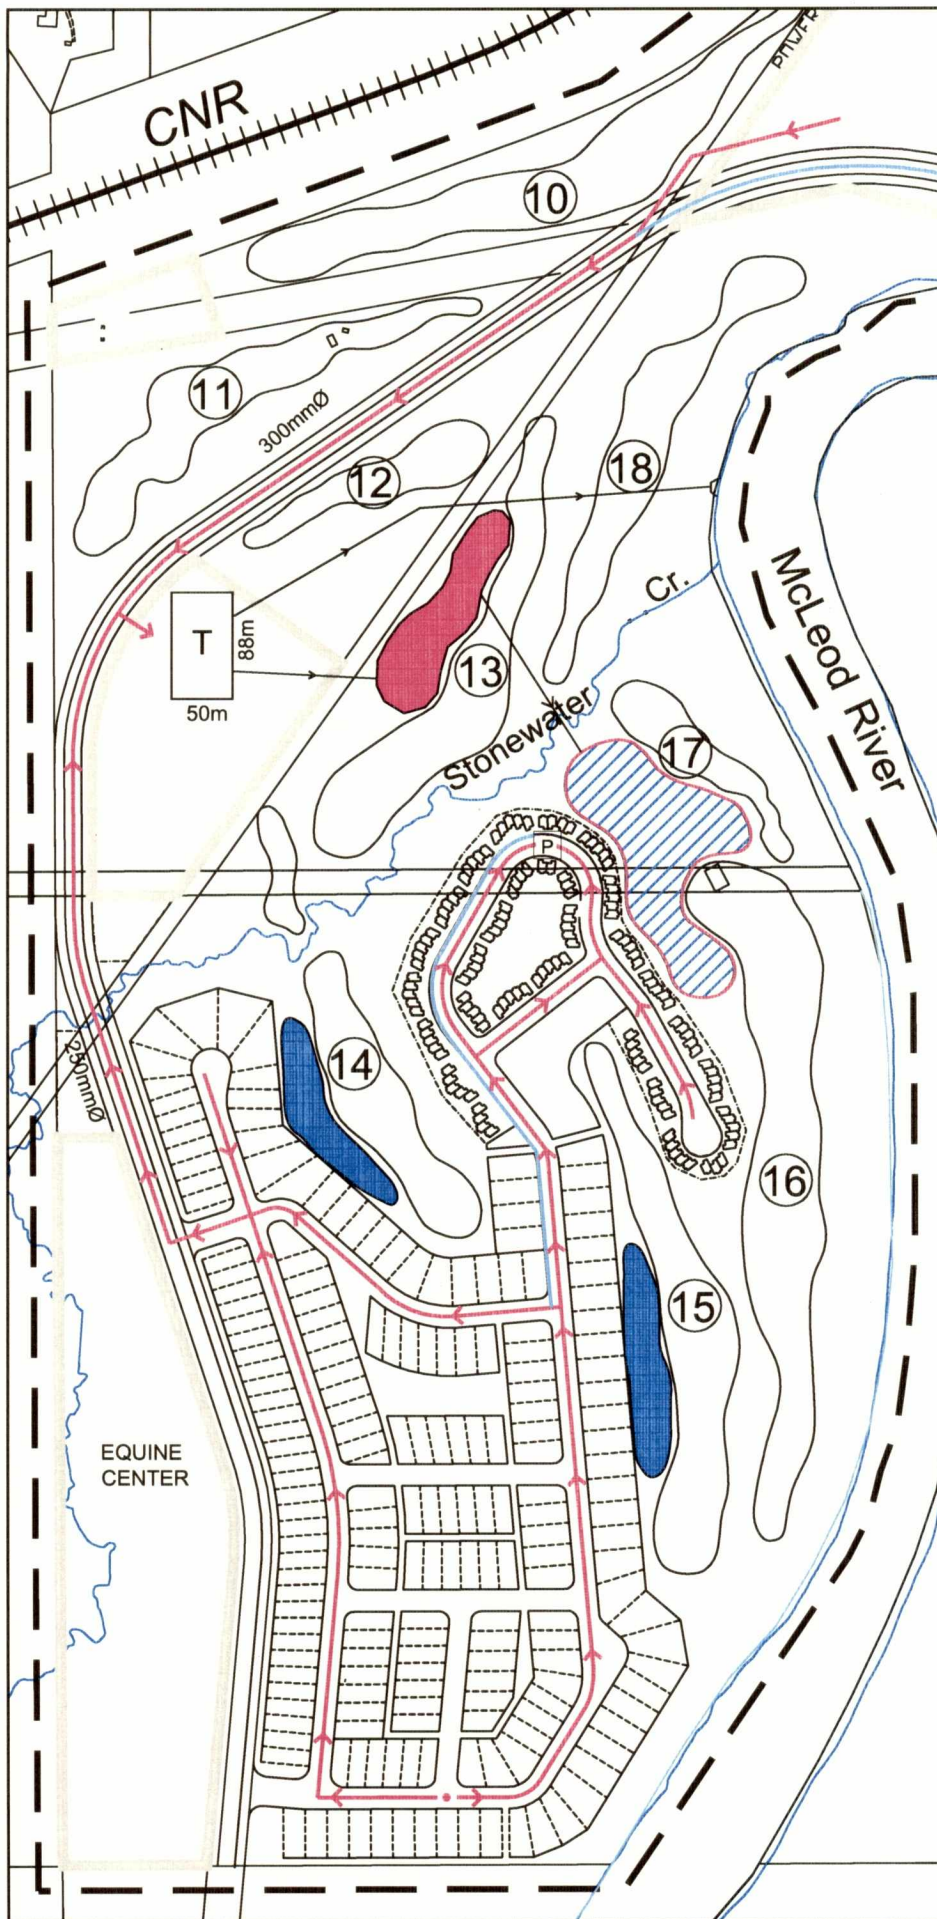 CNR
POWER
10
11
300mmØ
12
18
13
T
88m
50m
Cr.
Stonewater
McLeod River
17
P
14
250mmØ
16
15
EQUINE
CENTER